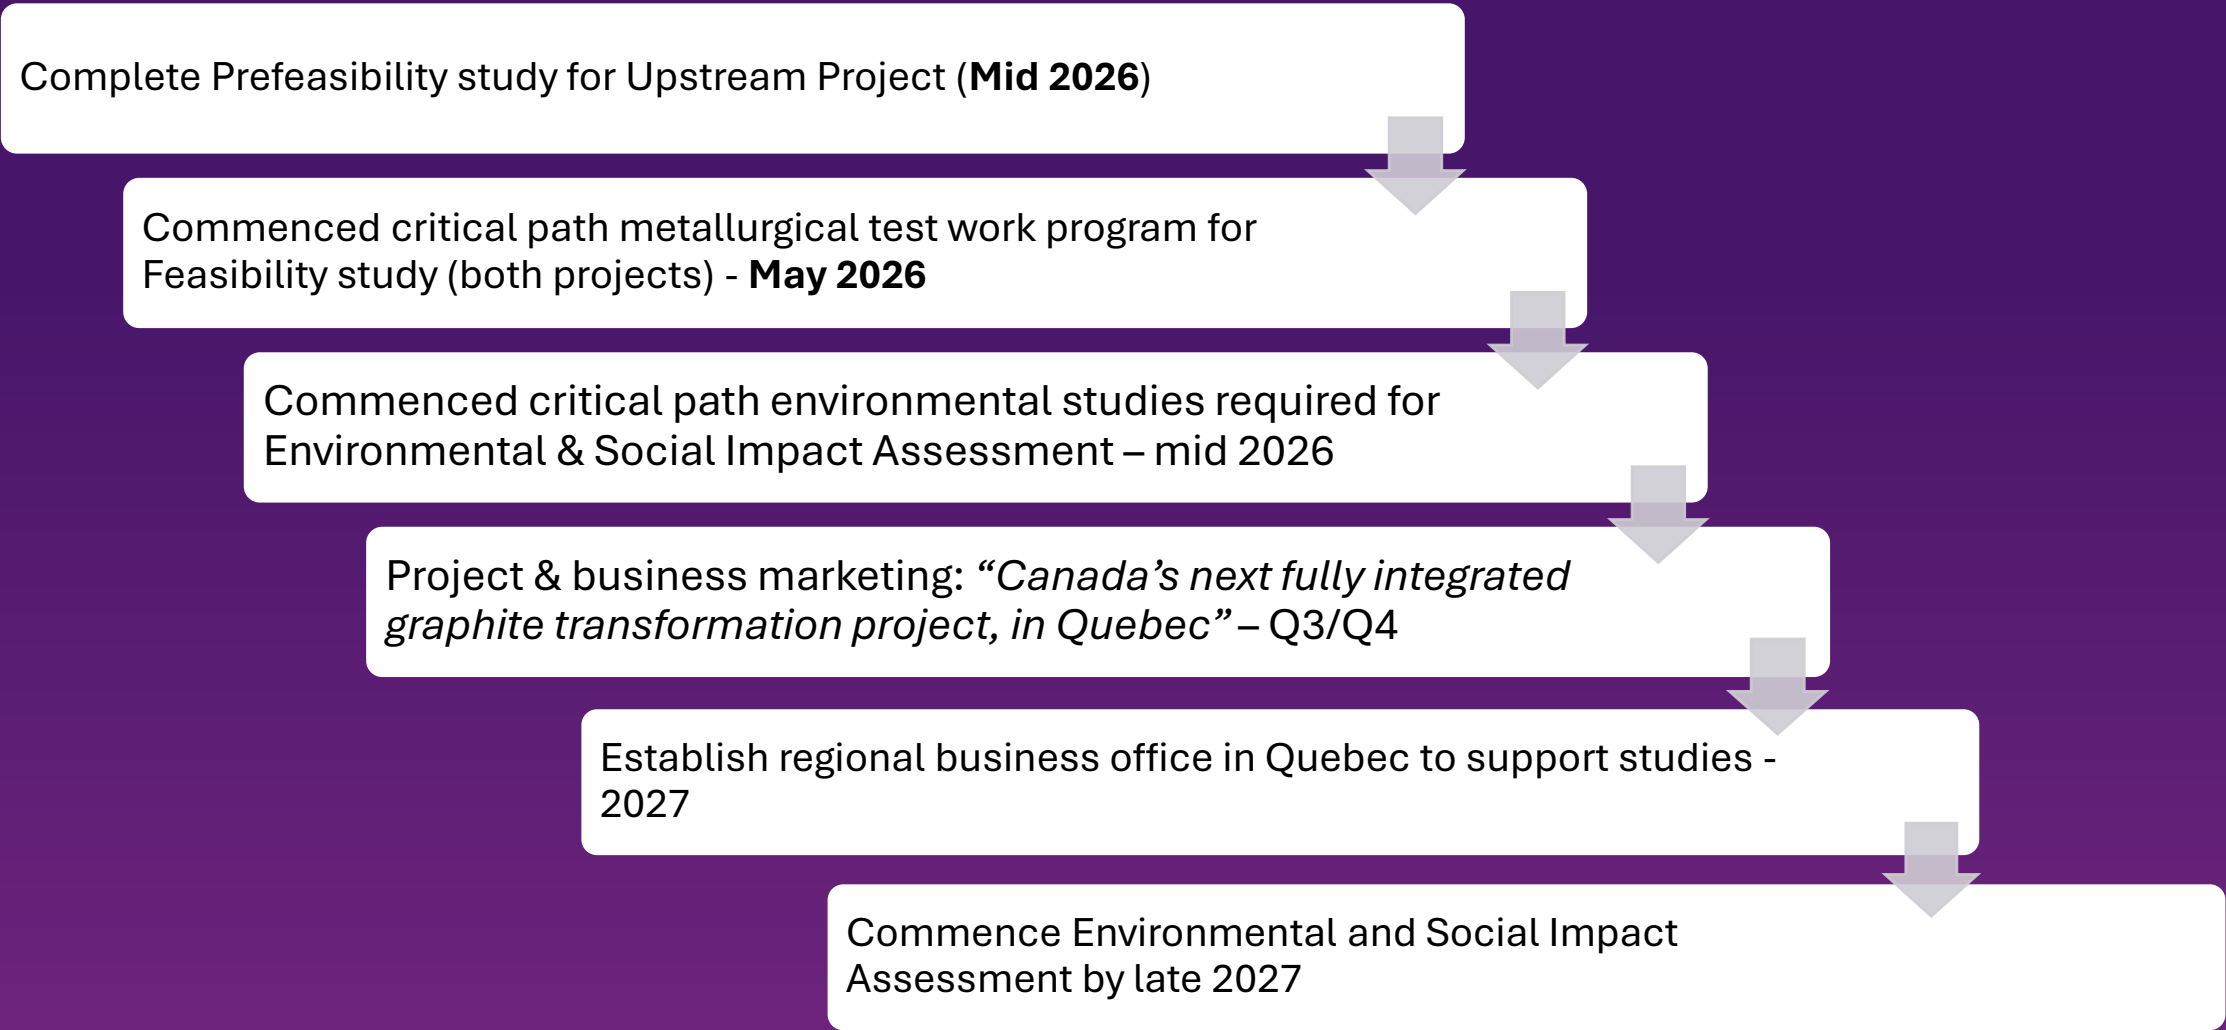 Complete Prefeasibility study for Upstream Project (Mid 2026)
Commenced critical path metallurgical test work program for
Feasibility study (both projects) - May 2026
Commenced critical path environmental studies required for
Environmental & Social Impact Assessment – mid 2026
Project & business marketing: “Canada’s next fully integrated
graphite transformation project, in Quebec” – Q3/Q4
Establish regional business office in Quebec to support studies -
2027
Commence Environmental and Social Impact
Assessment by late 2027